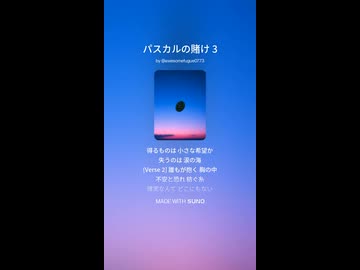 パスカルの賭け 3
by @awesomefugue0773
得るものは 小さな希望か
失うのは 涙の海
[Verse 2] 誰もが抱く 胸の中
不安と恐れ 紡ぐ糸
確実なんて どこにもない
MADE WITH SUNO